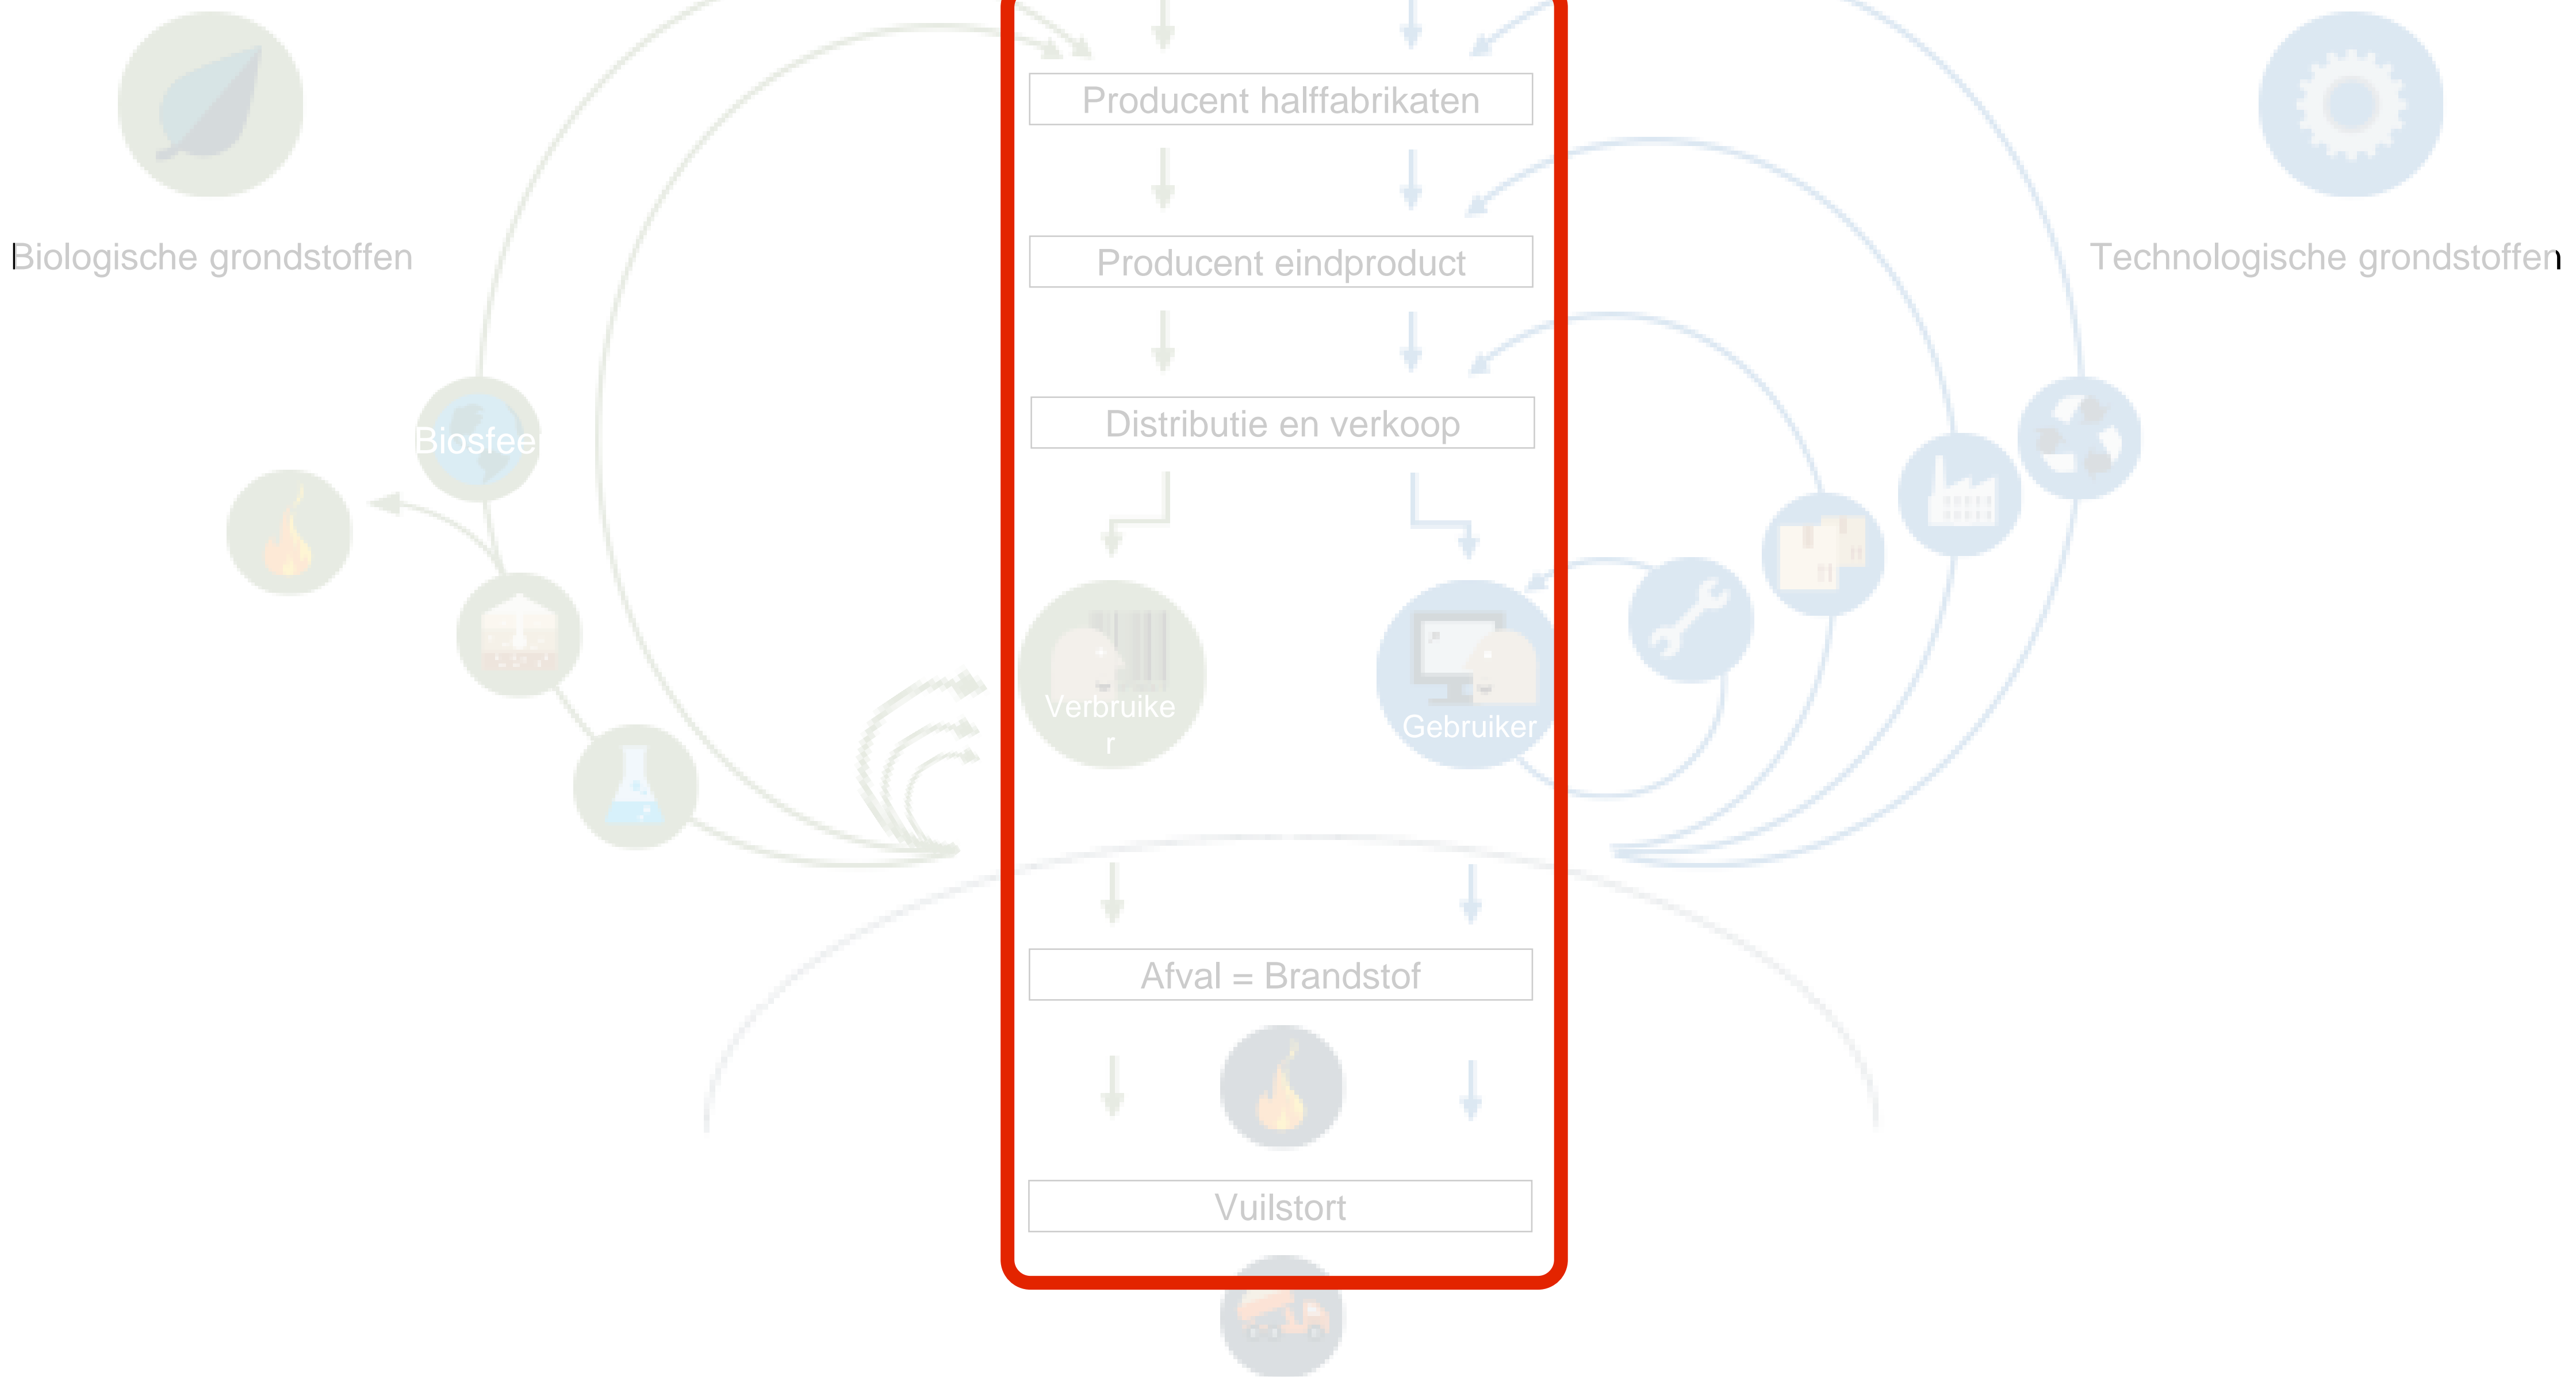 Producent halffabrikaten
Biologische grondstoffen
Technologische grondstoffen
Producent eindproduct
Distributie en verkoop
Biosfee
Verbruike
r
Gebruiker
Afval = Brandstof
Vuilstort